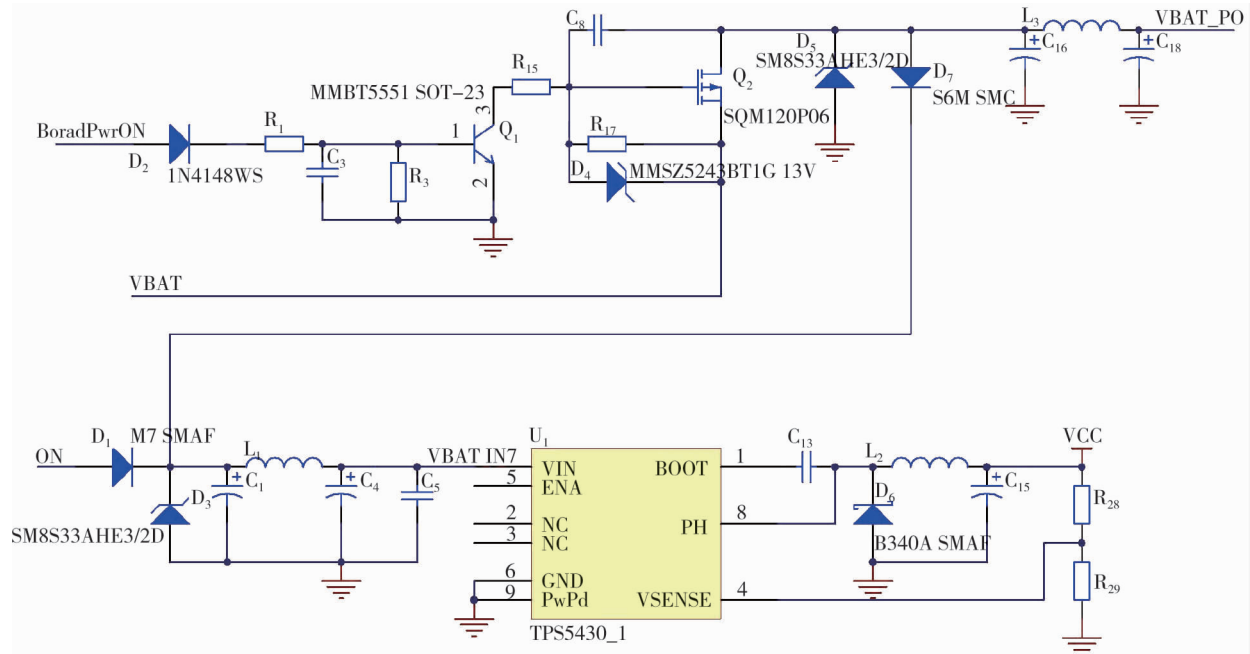 C8
L3
VBAT_PO
D5
SM8S33AHE3/2D
C16
C18
R15
Q2
D7
MMBT5551 SOT-23
S6M SMC
3
SQM120P06
BoradPwrON
R1
1
Q1
R17
D2
C3
1N4148WS
R3
2
D4
MMSZ5243BT1G 13V
VBAT
U1
D1
M7 SMAF
C13
VCC
ON
L1
VBAT IN7
VIN
BOOT
1
L2
5
ENA
D3
C1
C4
C5
D6
C15
R28
SM8S33AHE3/2D
2
NC
PH
8
3
NC
B340A SMAF
6
GND
R29
9
PwPd
VSENSE
4
TPS5430_1